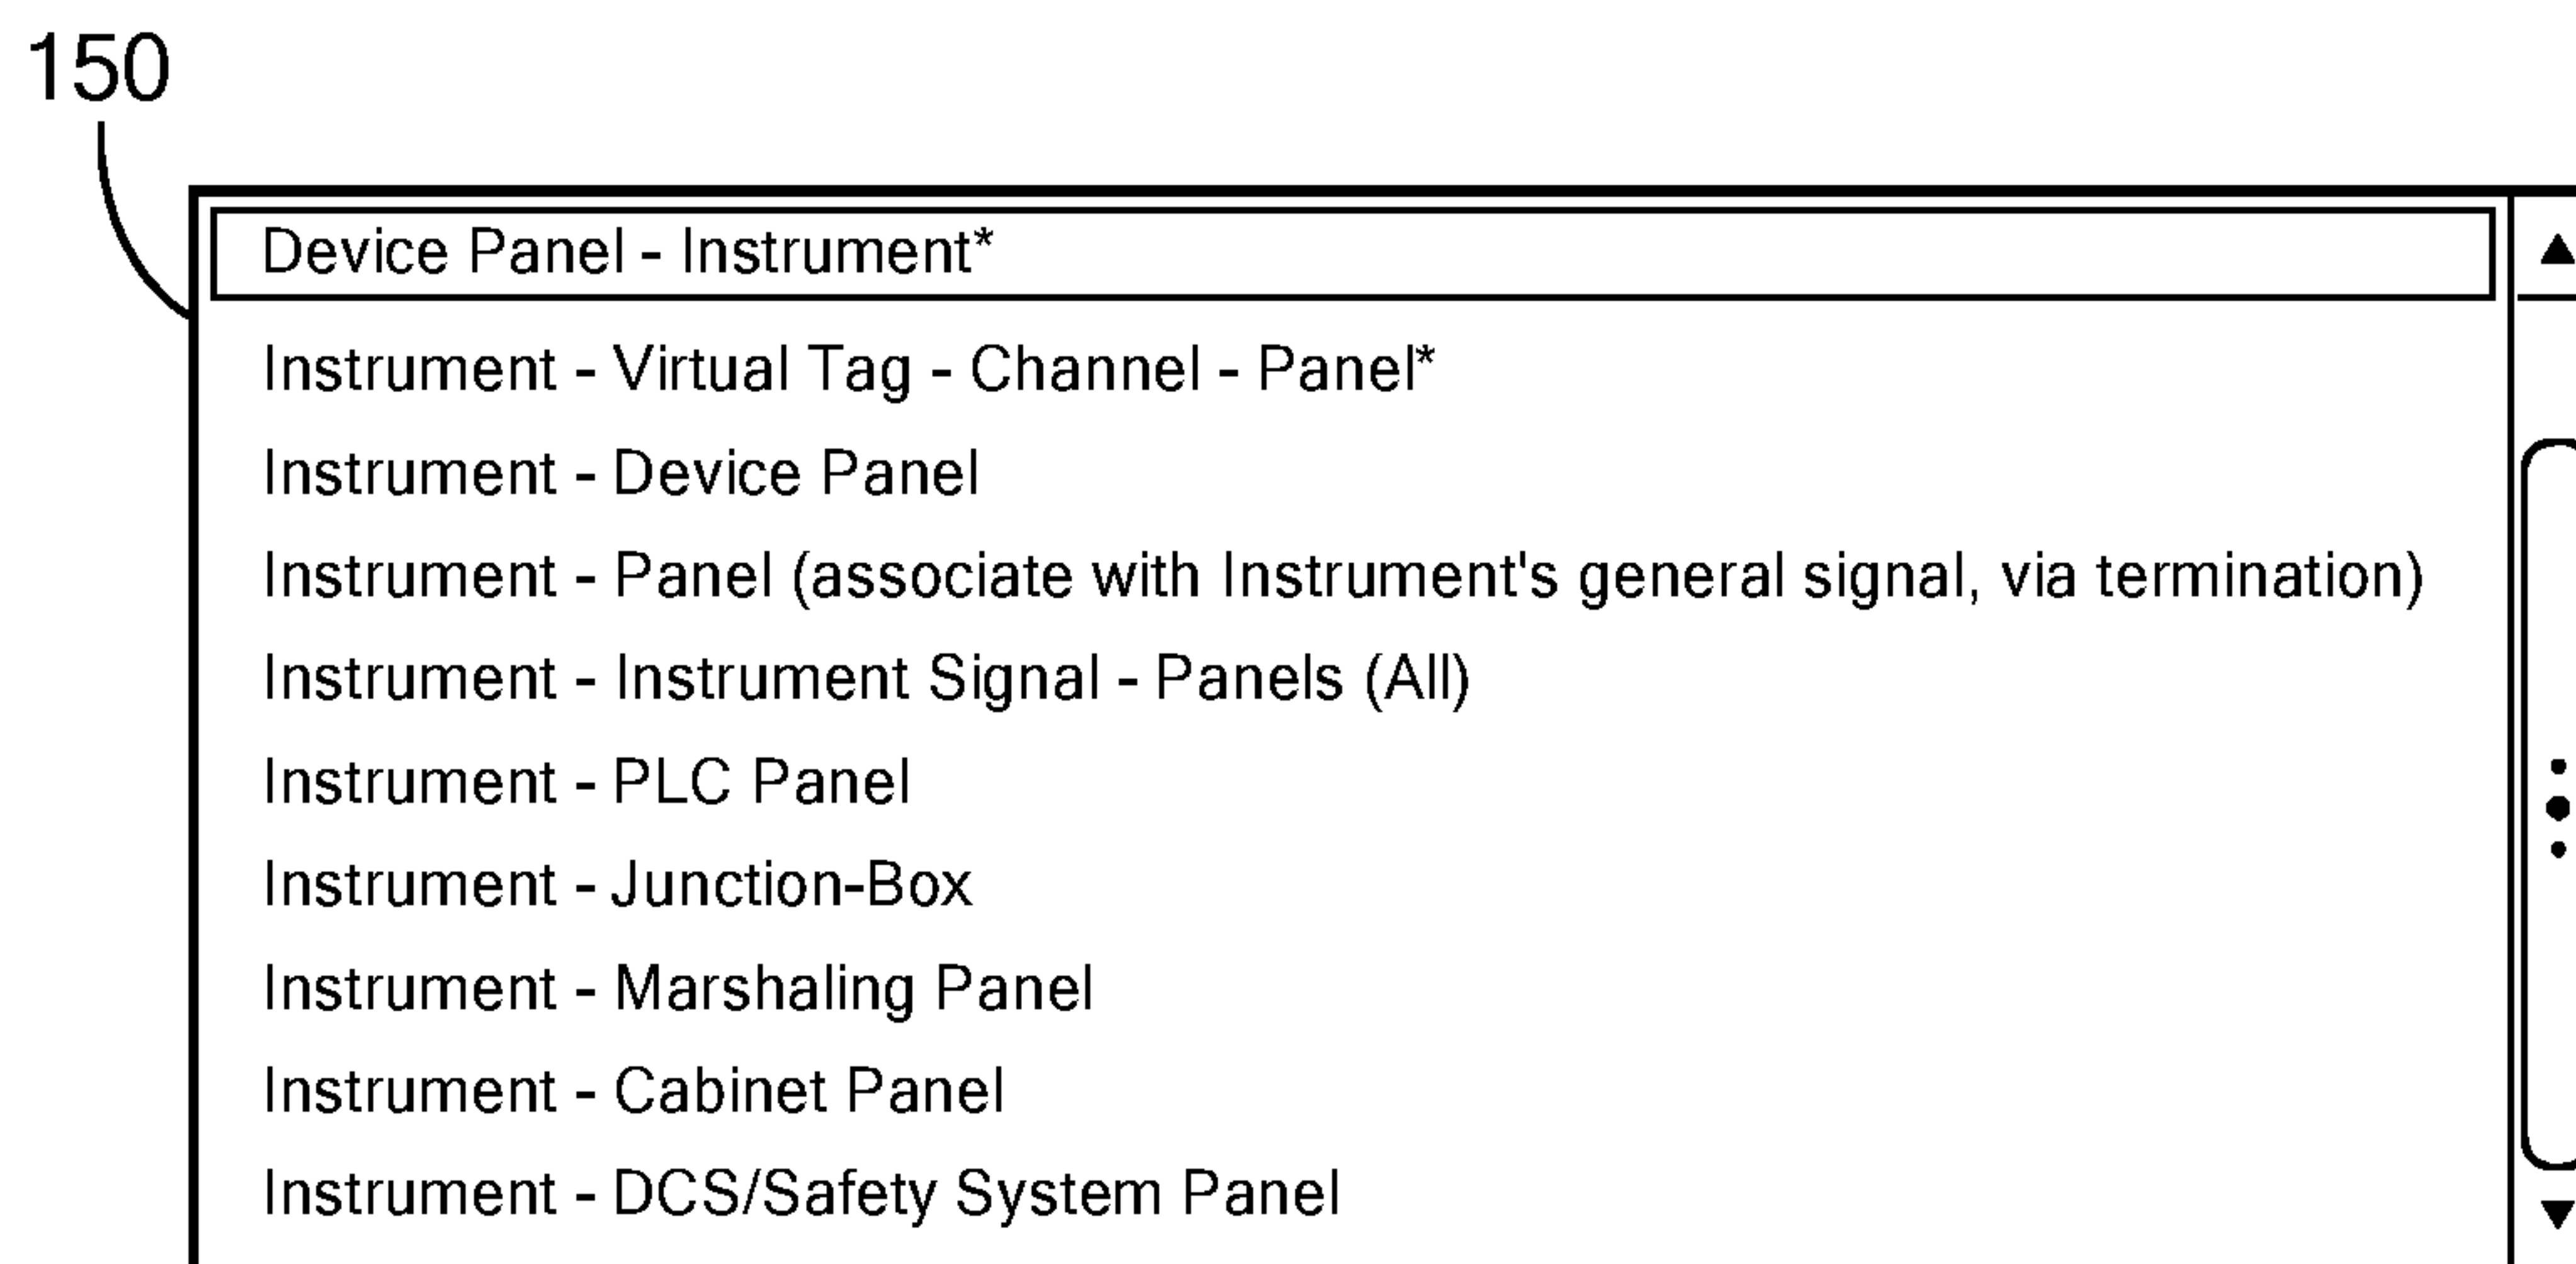 150
Device Panel - Instrument*
Instrument - Virtual Tag - Channel - Panel*
Instrument - Device Panel
Instrument - Panel (associate with Instrument's general signal, via termination)
Instrument - Instrument Signal - Panels (All)
Instrument - PLC Panel
Instrument - Junction-Box
Instrument - Marshaling Panel
Instrument - Cabinet Panel
Instrument - DCS/Safety System Panel